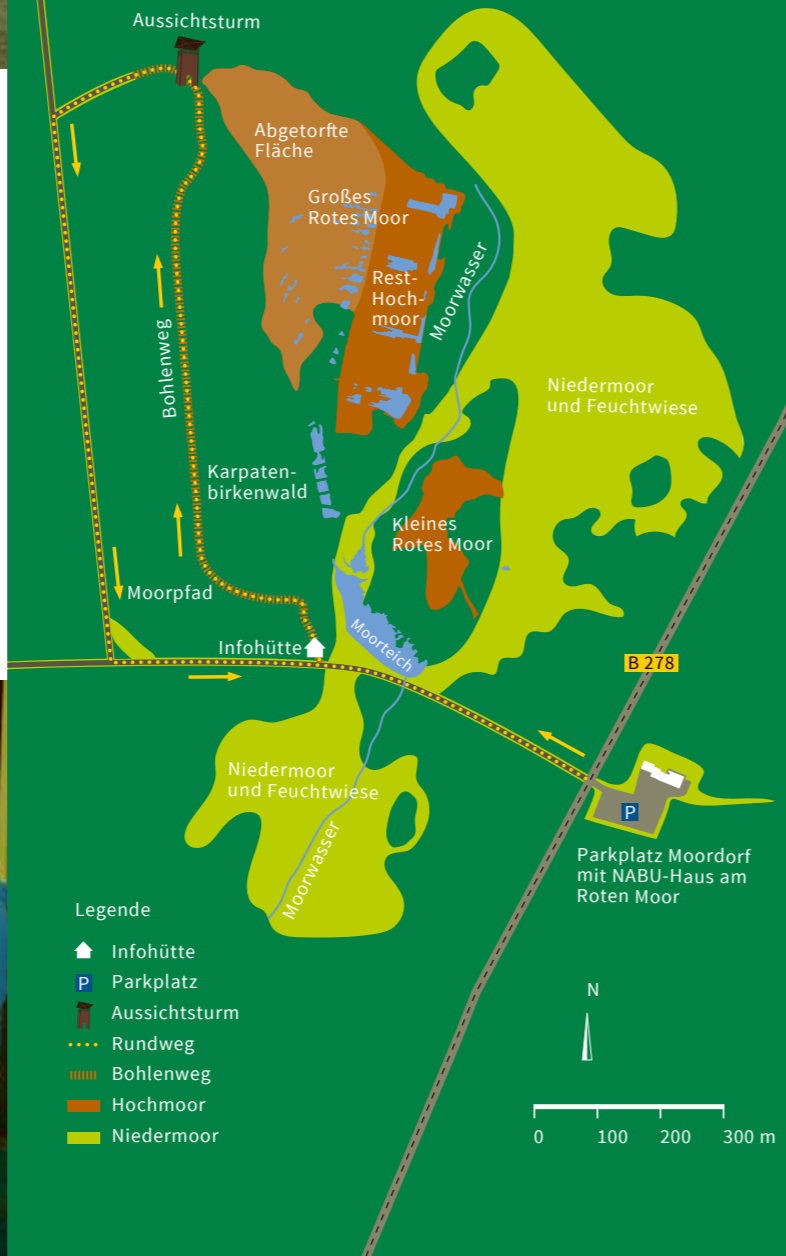 Aussichtsturm
Abgetorfte
Fläche
Großes
Rotes Moor
Rest-
Hoch-
moor
Moorwasser
Bohlenweg
Niedermoor
und Feuchtwiese
Karpaten-
birkenwald
Kleines
Rotes Moor
Moorpfad
Infohütte
Moorteich
B 278
Niedermoor
und Feuchtwiese
Moorwasser
P
Parkplatz Moordorf
mit NABU-Haus am
Roten Moor
Legende
Infohütte
P Parkplatz
Aussichtsturm
Rundweg
Bohlenweg
Hochmoor
Niedermoor
N
0 100 200 300 m